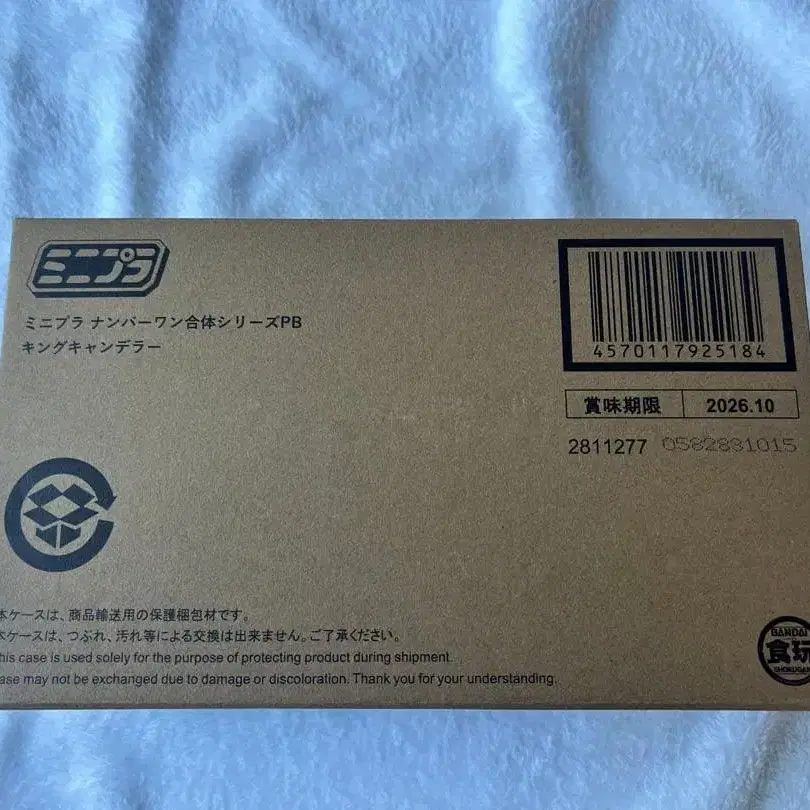 ミニプラ
ミニプラ ナンバーワン合体シリーズPB
キングキャンデラー
4570117925184
賞味期限 2026.10
2811277 0582831015
本ケースは、商品輸送用の保護梱包材です。
本ケースは、つぶれ、汚れ等による交換は出来ません。ご了承ください。
his case is used solely for the purpose of protecting product during shipment.
ase may not be exchanged due to damage or discoloration. Thank you for your understanding.
BANDAI
食玩
SHOKUGAN